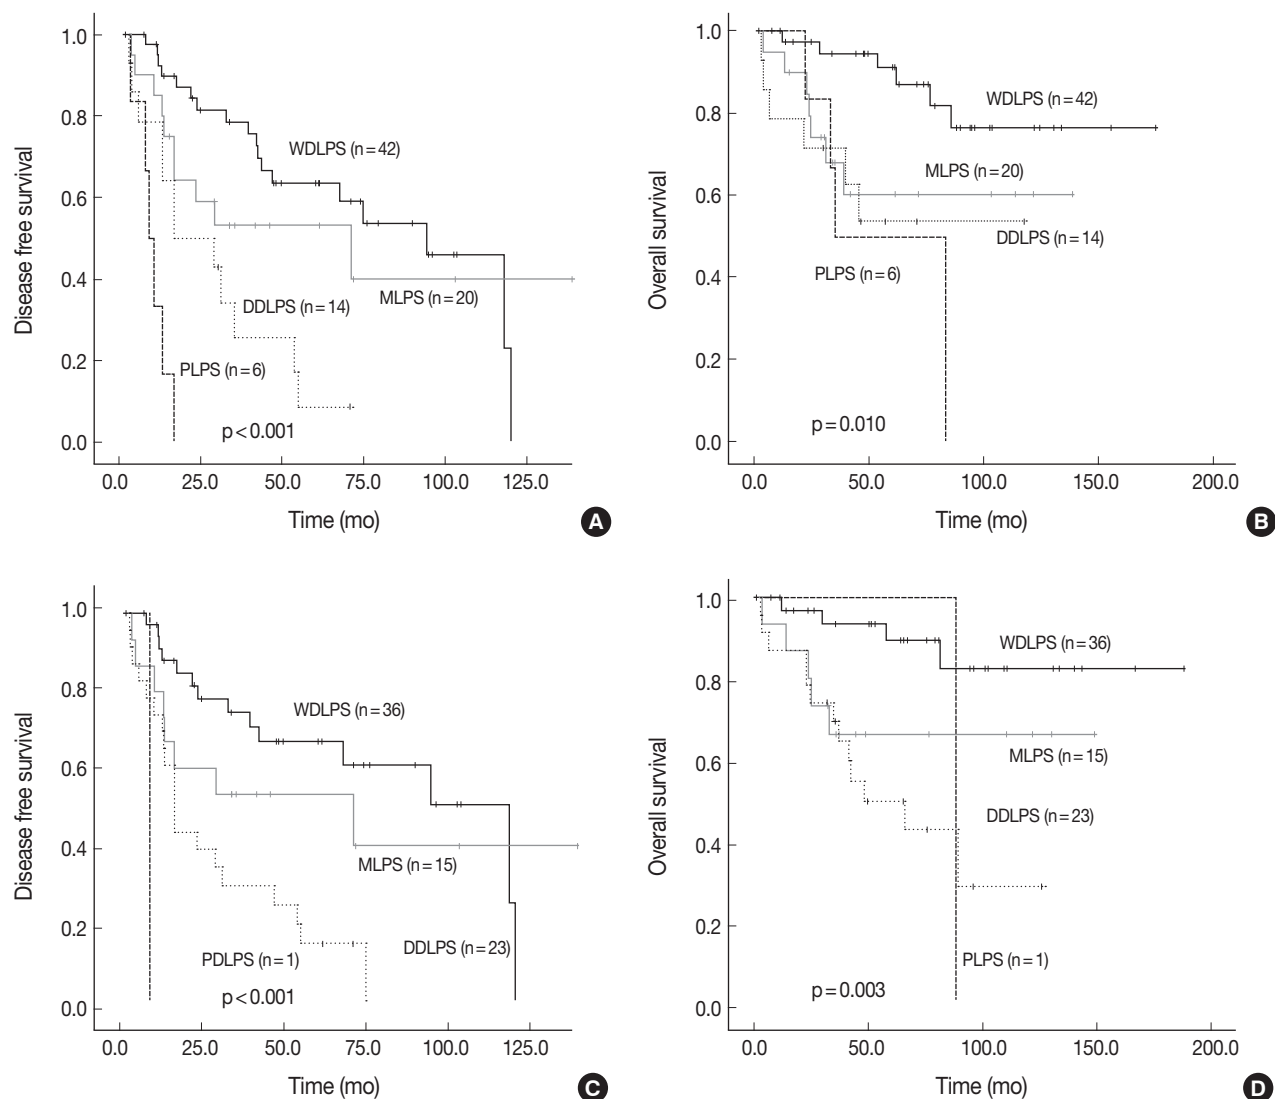 1.0
0.8
0.6
0.4
0.2
0.0
Disease free survival
WDLPS (n=42)
MLPS (n=20)
DDLPS (n=14)
PLPS (n=6)
p<0.001
0.0 25.0 50.0 75.0 100.0 125.0
Time (mo)
A
1.0
0.8
0.6
0.4
0.2
0.0
Overall survival
WDLPS (n=42)
MLPS (n=20)
DDLPS (n=14)
PLPS (n=6)
p=0.010
0.0 50.0 100.0 150.0 200.0
Time (mo)
B
1.0
0.8
0.6
0.4
0.2
0.0
Disease free survival
WDLPS (n=36)
MLPS (n=15)
DDLPS (n=23)
PDLPS (n=1)
p<0.001
0.0 25.0 50.0 75.0 100.0 125.0
Time (mo)
C
1.0
0.8
0.6
0.4
0.2
0.0
Overall survival
WDLPS (n=36)
MLPS (n=15)
DDLPS (n=23)
PLPS (n=1)
p=0.003
0.0 50.0 100.0 150.0 200.0
Time (mo)
D